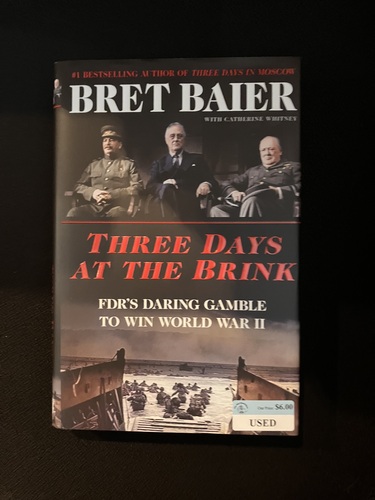 #1 BESTSELLING AUTHOR OF THREE DAYS IN MOSCOW
BRET BAIER
WITH CATHERINE WHITNEY
THREE DAYS
AT THE BRINK
FDR'S DARING GAMBLE
TO WIN WORLD WAR II
$6.00
USED